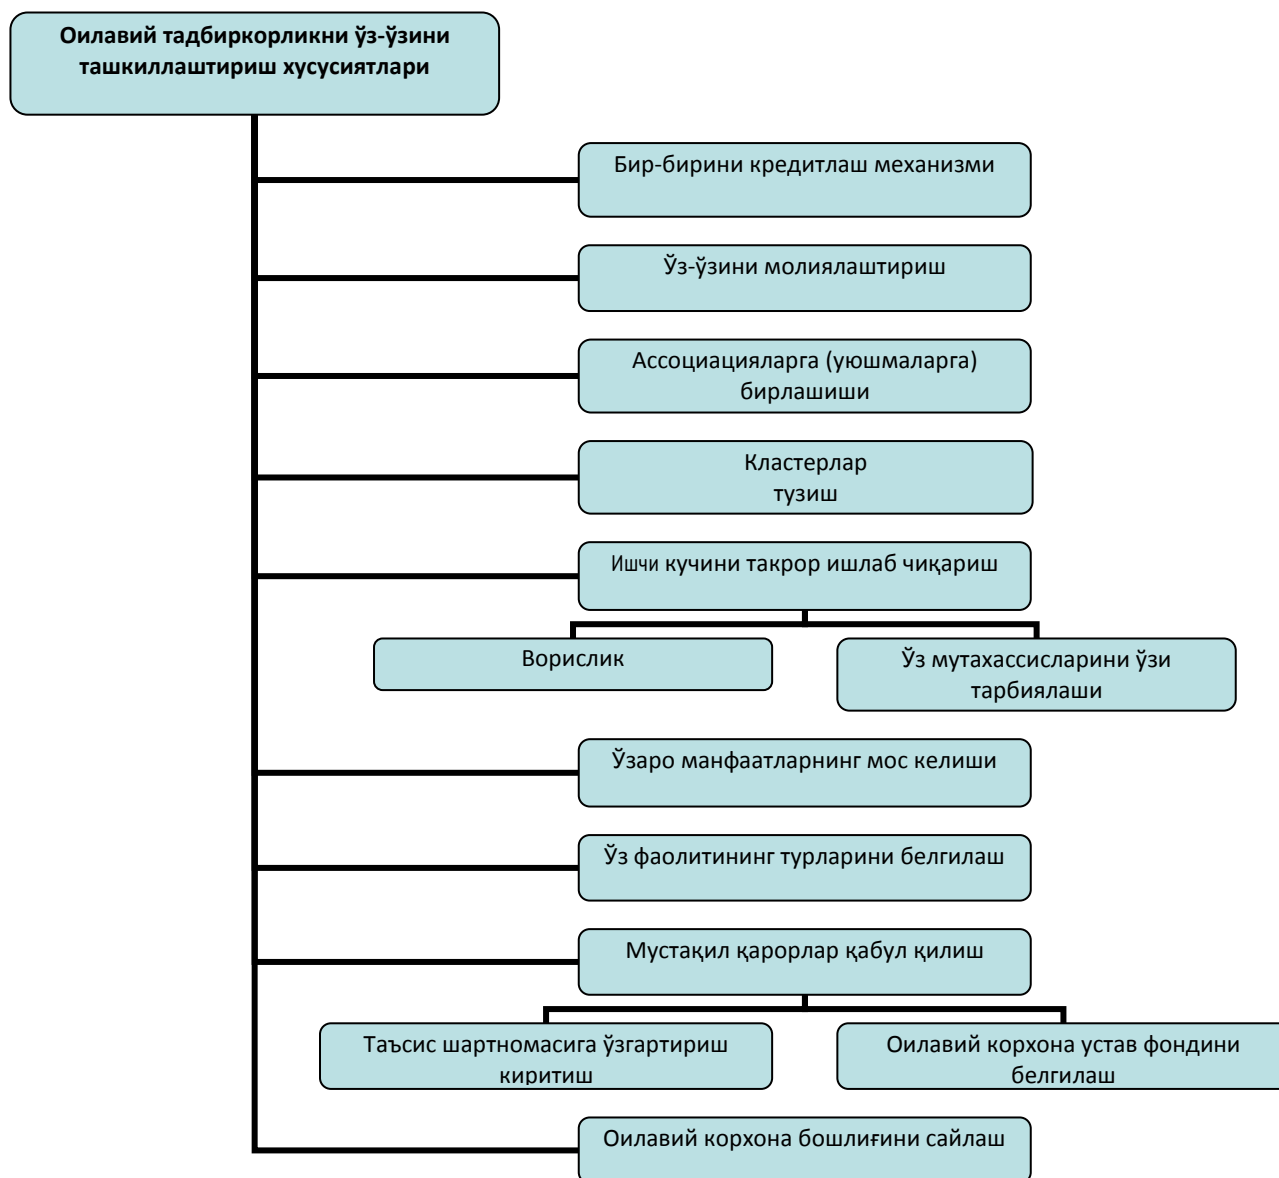 Оилавий тадбиркорликни ўз-ўзини
ташкиллаштириш хусусиятлари
Бир-бирини кредитлаш механизми
Ўз-ўзини молиялаштириш
Ассоциацияларга (уюшмаларга)
бирлашиши
Кластерлар
тузиш
Ишчи кучини такрор ишлаб чиқариш
Ворислик
Ўз мутахассисларини ўзи
тарбиялаши
Ўзаро манфаатларнинг мос келиши
Ўз фаолитининг турларини белгилаш
Мустақил қарорлар қабул қилиш
Таъсис шартномасига ўзгартириш
киритиш
Оилавий корхона устав фондини
белгилаш
Оилавий корхона бошлиғини сайлаш